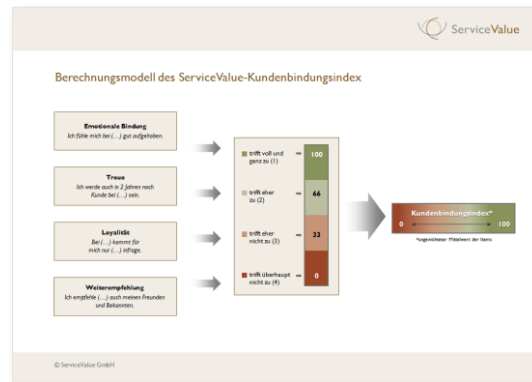 ServiceValue
Berechnungsmodell des ServiceValue-Kundenbindungsindex
Emotionale Bindung
Ich fühle mich bei (...) gut aufgehoben.
Treue
Ich werde auch in 2 Jahren noch
Kunde bei (...) sein.
Loyalität
Bei (...) kommt für
mich nur (...) infrage.
Weiterempfehlung
Ich empfehle (...) auch meinen Freunden
und Bekannten.
trifft voll und
ganz zu (1)
100
trifft eher
zu (2)
66
trifft eher
nicht zu (3)
33
trifft überhaupt
nicht zu (4)
0
Kundenbindungsindex*
0 100
*ungewichteter Mittelwert der Items
© ServiceValue GmbH